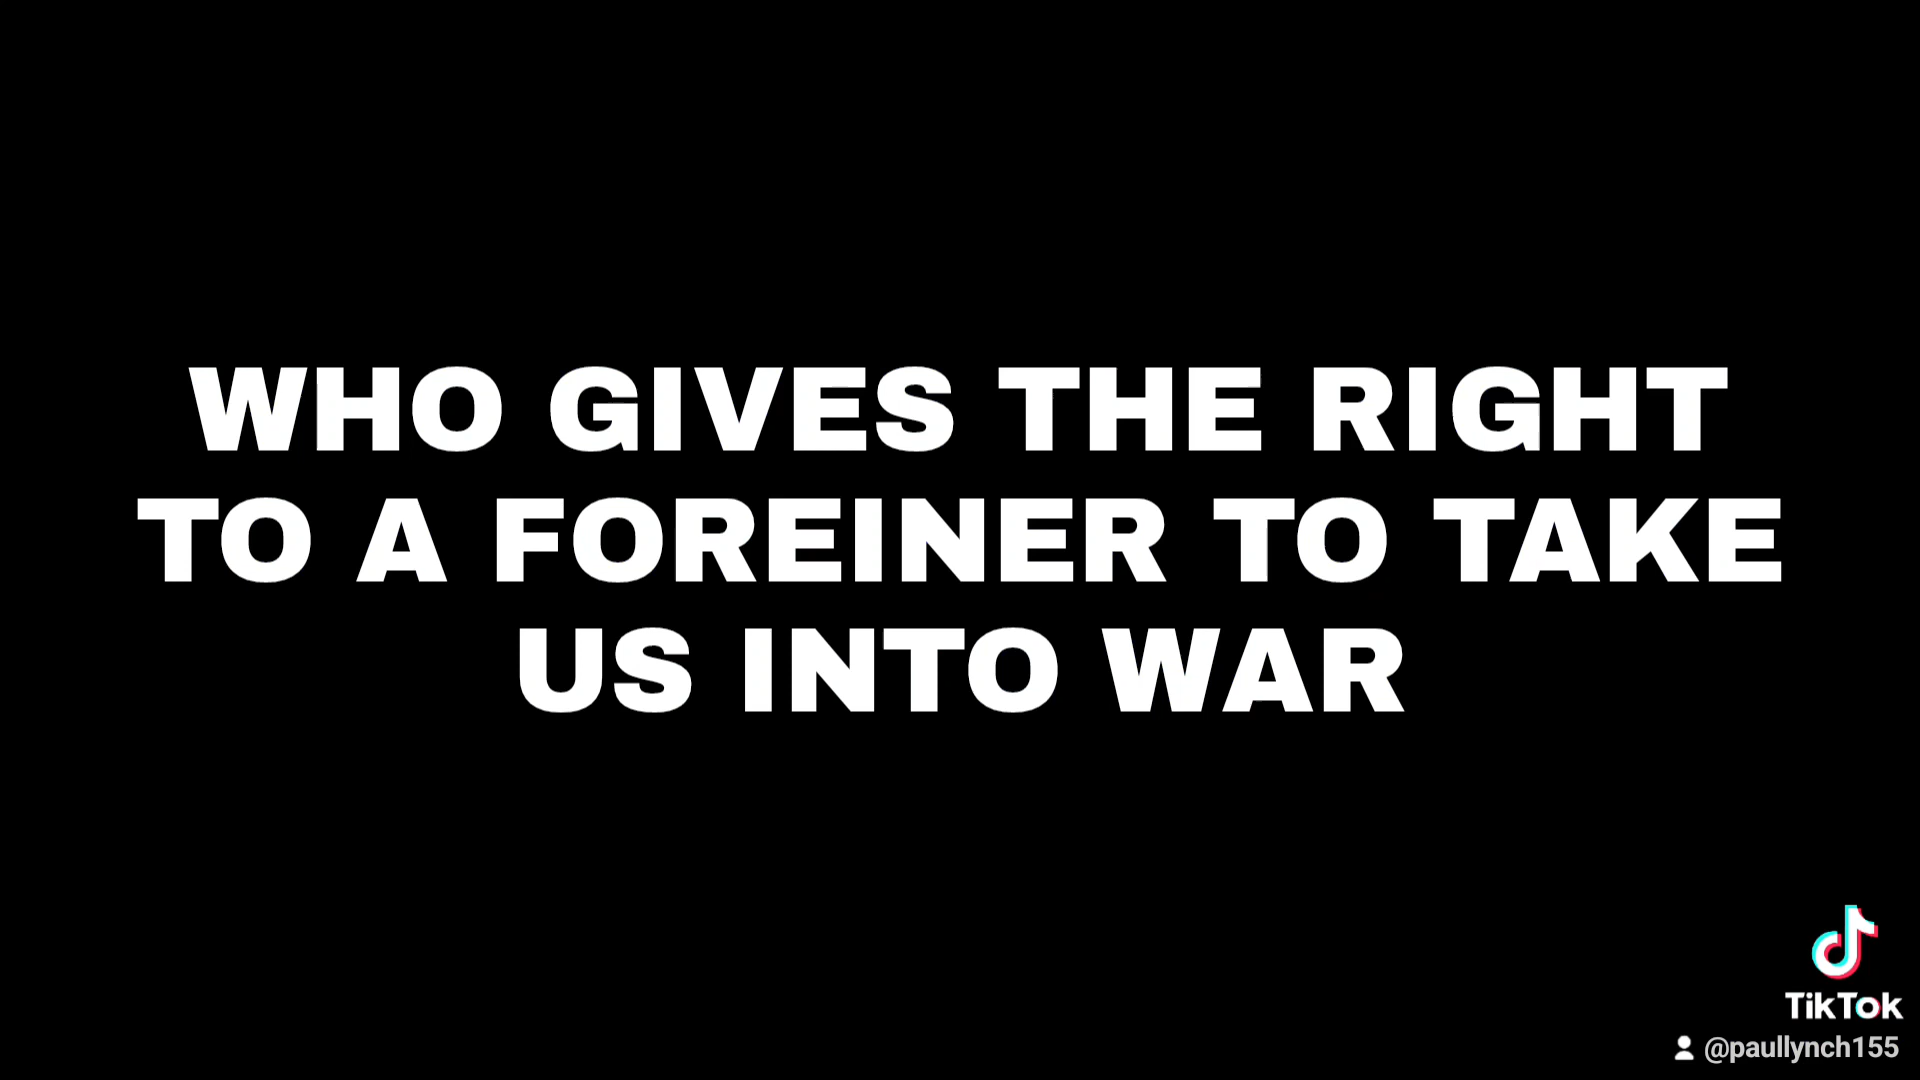 WHO GIVES THE RIGHT
TO A FOREINER TO TAKE
US INTO WAR
TikTok
@paullynch155